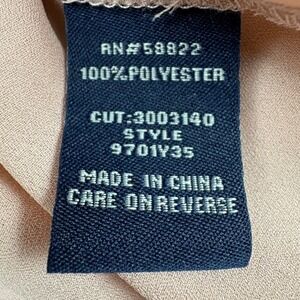 RN#58822
100%POLYESTER
CUT:3003140
STYLE
9701Y35
MADE IN CHINA
CARE ON REVERSE